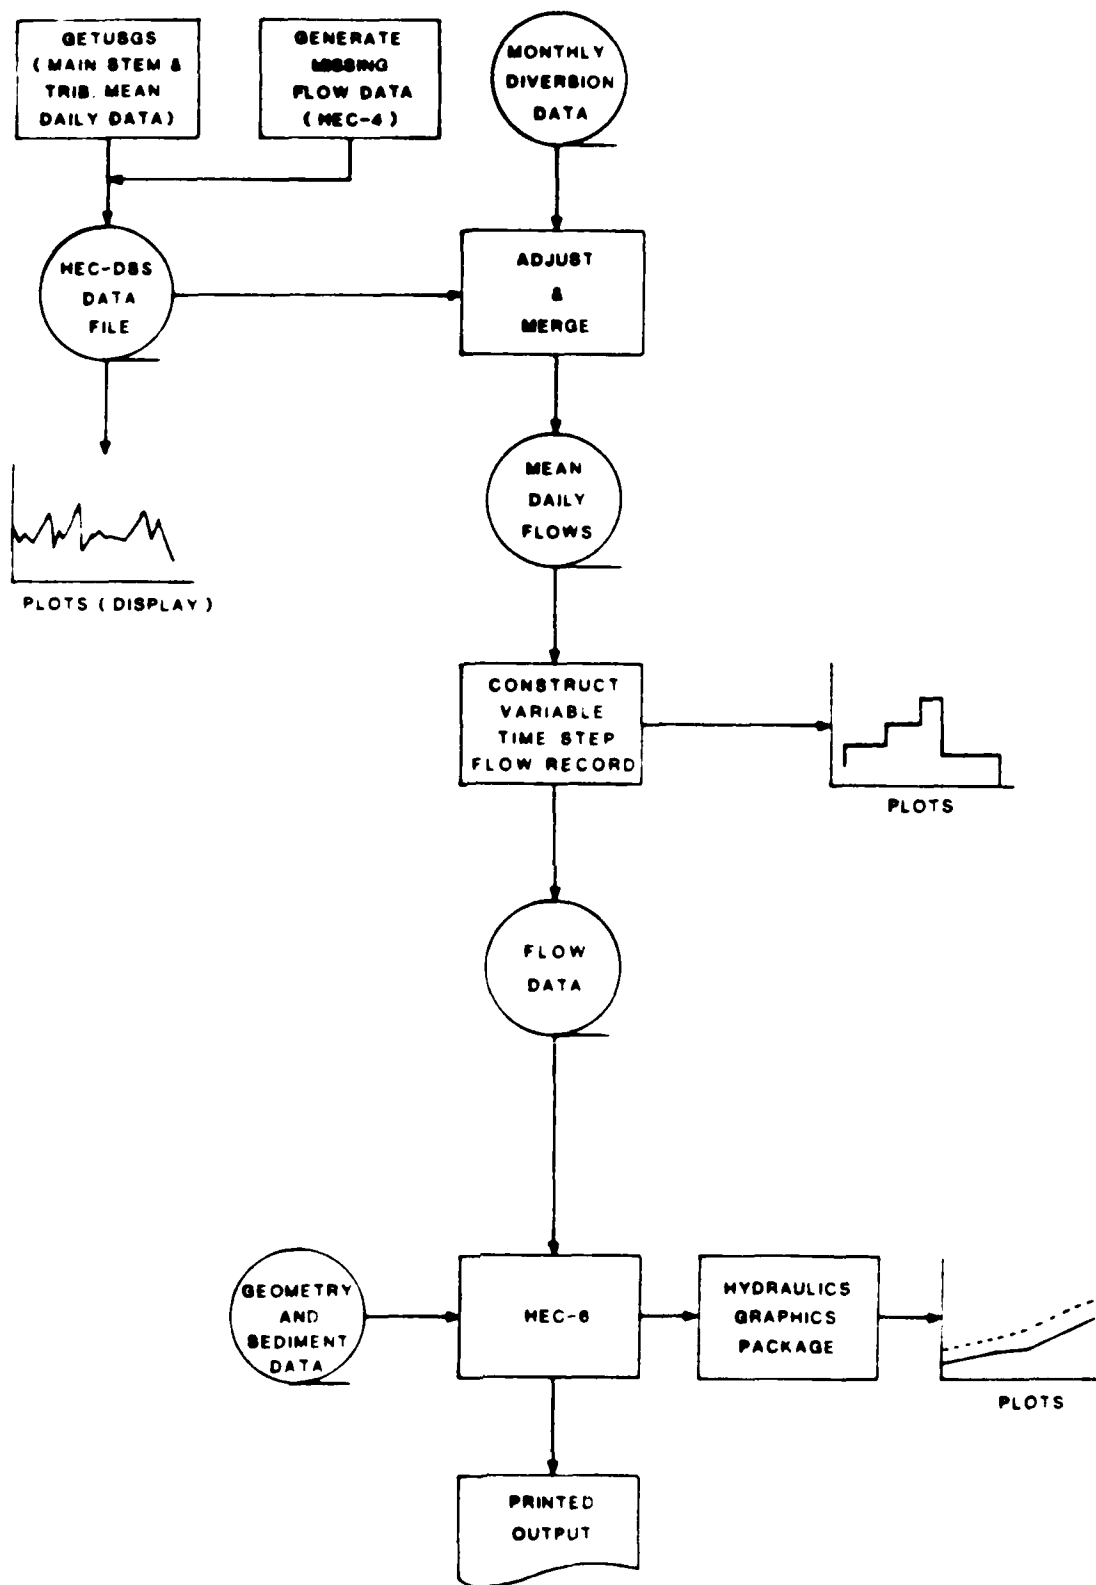 GETUSGS
( MAIN STEM &
TRIB. MEAN
DAILY DATA )
GENERATE
MISSING
FLOW DATA
( HEC-4 )
MONTHLY
DIVERSION
DATA
HEC-DSS
DATA
FILE
ADJUST
&
MERGE
PLOTS ( DISPLAY )
MEAN
DAILY
FLOWS
CONSTRUCT
VARIABLE
TIME STEP
FLOW RECORD
PLOTS
FLOW
DATA
GEOMETRY
AND
SEDIMENT
DATA
HEC-6
HYDRAULICS
GRAPHICS
PACKAGE
PLOTS
PRINTED
OUTPUT